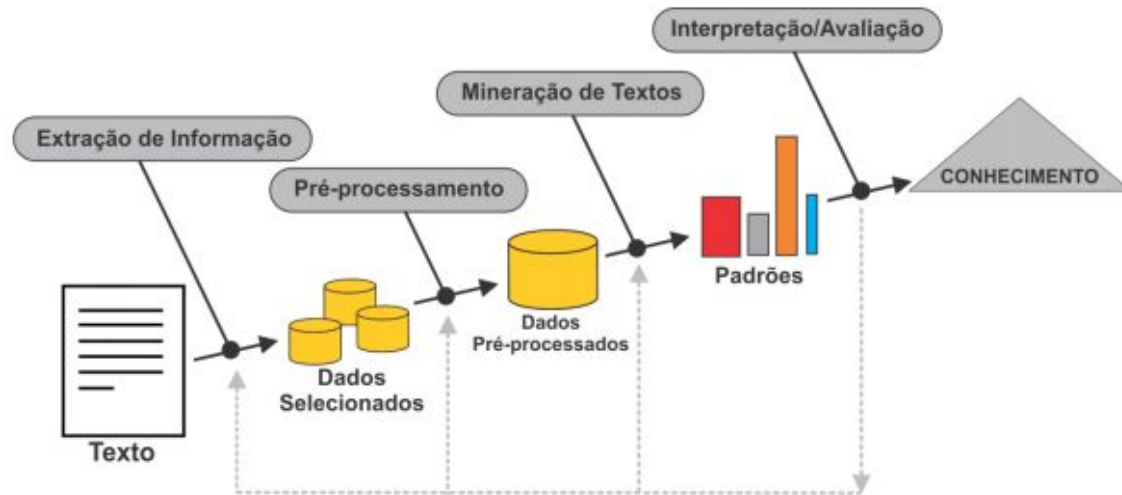 Interpretação/Avaliação
Mineração de Textos
Extração de Informação
Pré-processamento
CONHECIMENTO
Padrões
Dados
Pré-processados
Dados
Selecionados
Texto